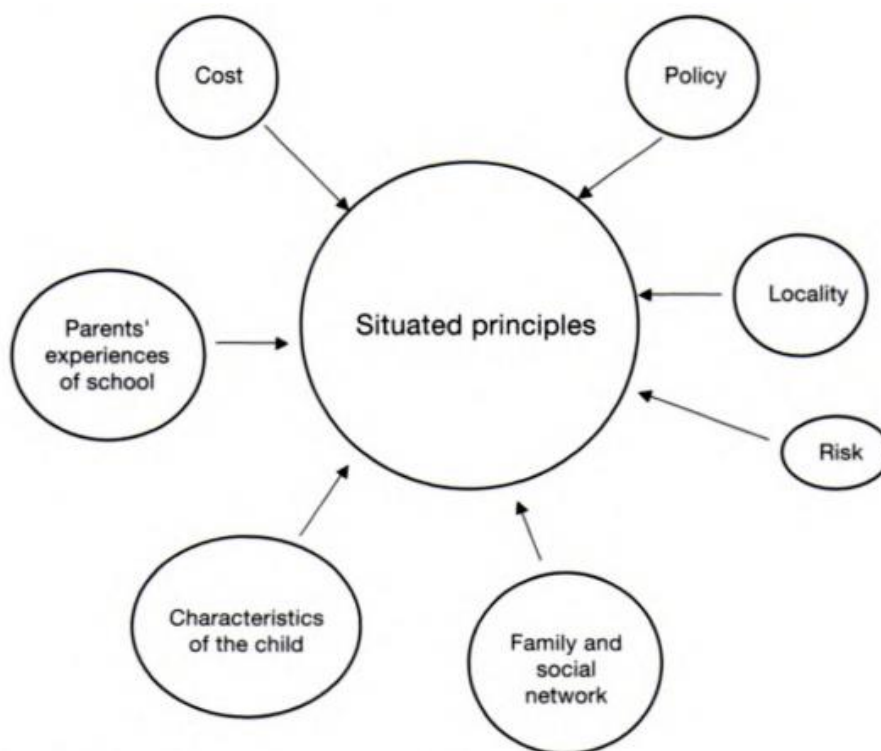 Cost
Policy
Situated principles
Locality
Parents'
experiences
of school
Risk
Characteristics
of the child
Family and
social
network